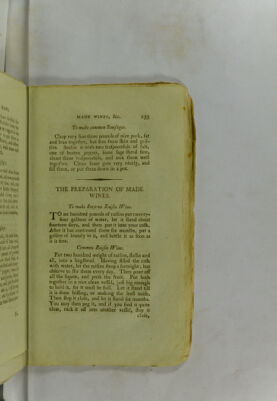 MADE WINES, &c. 233
To make common Sausages.
Chop very fine three pounds of nice pork, fat
and lean together, but free from skin and gris-
tles. Season it with two teaspoonfuls of salt,
one of beaten pepper, some sage shred fine,
about three teaspoonfuls, and mix them well
together. Clean some guts very nicely, and
fill them, or put them down in a pot.
THE PREPARATION OF MADE
WINES.
To make Smyrna Raisin Wine.
TO an hundred pounds of raisins put twenty-
four gallons of water, let it stand about
fourteen days, and then put it into your cask.
After it has continued there six months, put a
gallon of brandy to it, and bottle it as soon as
it is fine.
Common Raisin Wine.
Put two hundred weight of raisins, stalks and
all, into a hogshead. Having filled the cask
with water, let the raisins steep a fortnight; but
observe to stir them every day. Then pour off
all the liquor, and press the fruit. Put both
together in a nice clean vessel, just big enough
to hold it, for it must be full. Let it stand till
it is done hissing, or making the least noise.
Then stop it close, and let it stand six months.
You may then peg it, and if you find it quite
clear, rack it off into another vessel, stop it
close,